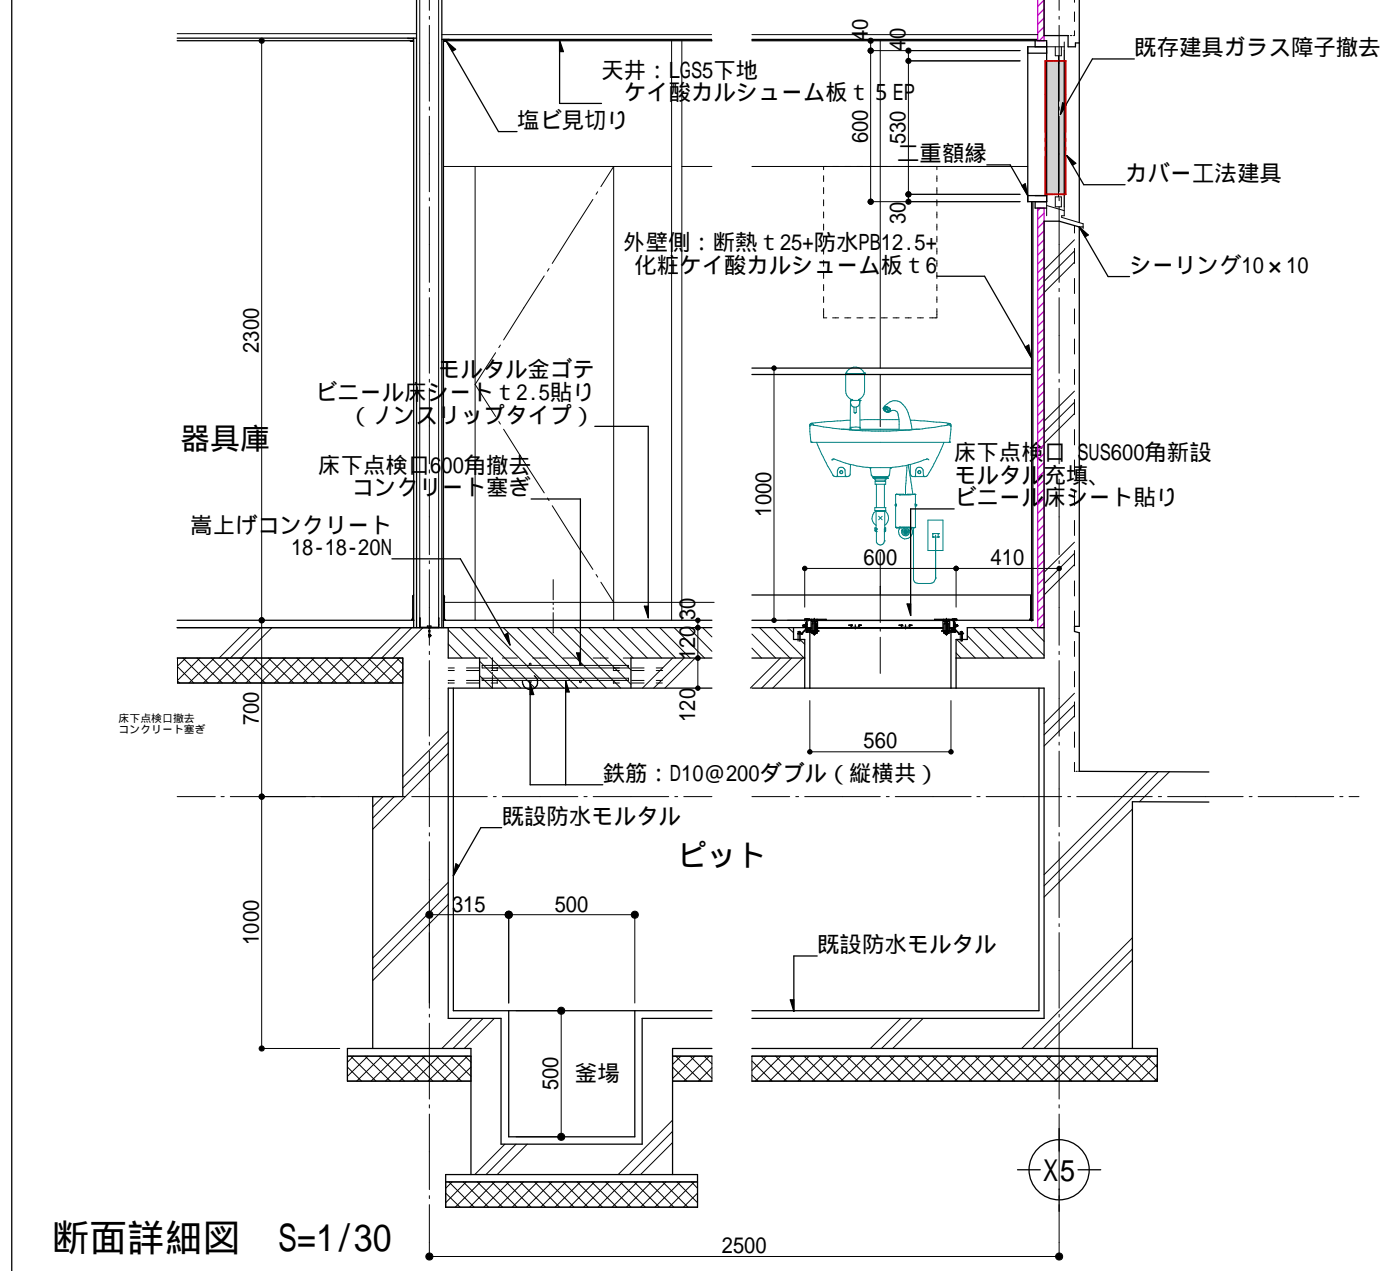 40
40
既存建具ガラス障子撤去
天井：LGS5下地
ケイ酸カルシューム板ｔ5 EP
塩ビ見切り
600
530
二重額縁
カバー工法建具
30
外壁側：断熱ｔ25+防水PB12.5+
化粧ケイ酸カルシューム板ｔ6
シーリング10×10
2300
モルタル金ゴテ
ビニール床シートｔ2.5貼り
（ノンスリップタイプ）
器具庫
床下点検口600角撤去
コンクリート塞ぎ
1000
床下点検口 SUS600角新設
モルタル充填、
ビニール床シート貼り
嵩上げコンクリート
18-18-20N
600
410
30
120
120
700
床下点検口撤去
コンクリート塞ぎ
560
鉄筋：D10@200ダブル（縦横共）
既設防水モルタル
ピット
315
500
1000
既設防水モルタル
500
釜場
X5
断面詳細図 S=1/30
2500